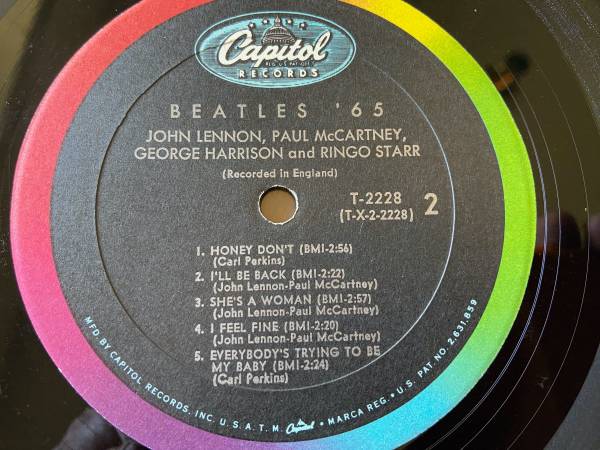 Capitol
REG. U.S. PAT. OFF.
RECORDS
BEATLES '65
JOHN LENNON, PAUL McCARTNEY,
GEORGE HARRISON and RINGO STARR
(Recorded in England)
T-2228
(T-X-2-2228)
2
1. HONEY DON'T (BMI-2:56)
(Carl Perkins)
2. I'LL BE BACK (BMI-2:22)
(John Lennon-Paul McCartney)
3. SHE'S A WOMAN (BMI-2:57)
(John Lennon-Paul McCartney)
4. I FEEL FINE (BMI-2:20)
(John Lennon-Paul McCartney)
5. EVERYBODY'S TRYING TO BE
MY BABY (BMI-2:24)
(Carl Perkins)
MFD. BY CAPITOL RECORDS, INC. U.S.A. T.M. Capitol • MARCA REG. • U.S. PAT. NO. 2,631,859